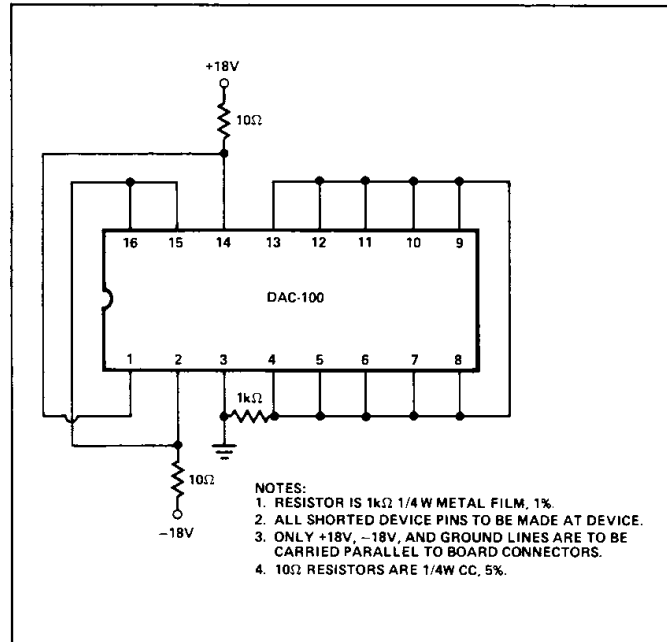 +18V
10Ω
16 15 14 13 12 11 10 9
DAC-100
1 2 3 4 5 6 7 8
1kΩ
10Ω
−18V
NOTES:
1. RESISTOR IS 1kΩ 1/4W METAL FILM, 1%.
2. ALL SHORTED DEVICE PINS TO BE MADE AT DEVICE.
3. ONLY +18V, −18V, AND GROUND LINES ARE TO BE
CARRIED PARALLEL TO BOARD CONNECTORS.
4. 10Ω RESISTORS ARE 1/4W CC, 5%.